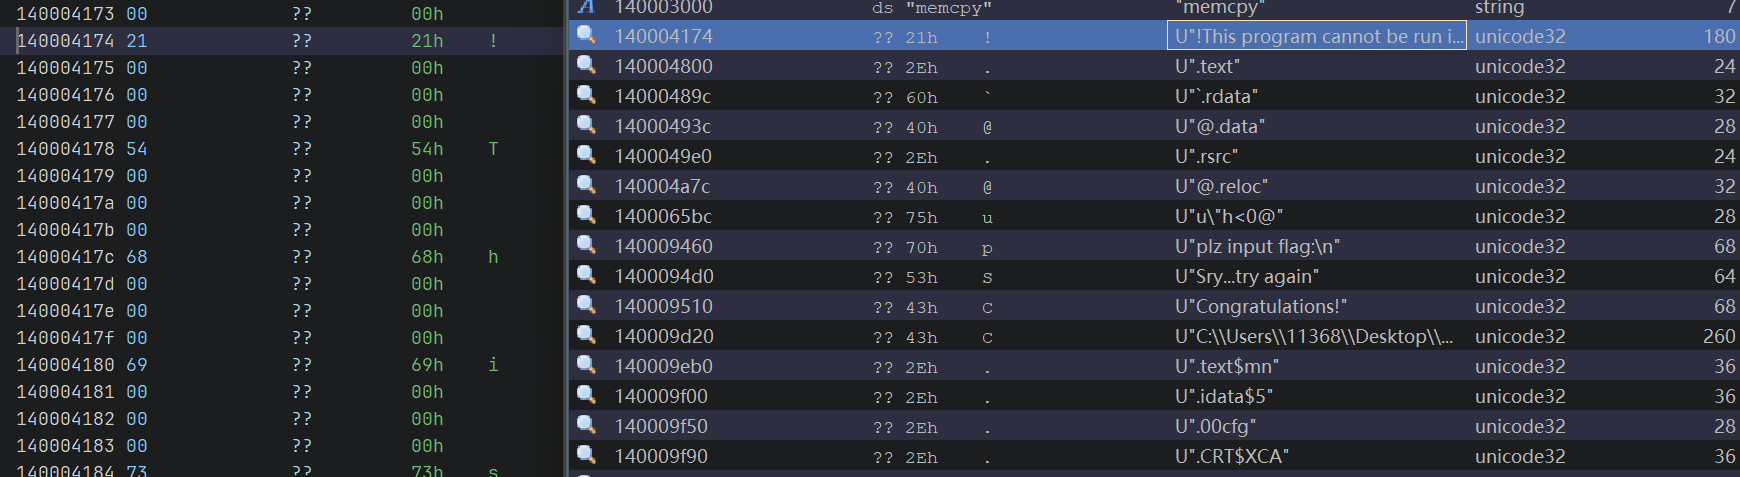 140004173 00 ?? 00h
140004174 21 ?? 21h !
140004175 00 ?? 00h
140004176 00 ?? 00h
140004177 00 ?? 00h
140004178 54 ?? 54h T
140004179 00 ?? 00h
14000417a 00 ?? 00h
14000417b 00 ?? 00h
14000417c 68 ?? 68h h
14000417d 00 ?? 00h
14000417e 00 ?? 00h
14000417f 00 ?? 00h
140004180 69 ?? 69h i
140004181 00 ?? 00h
140004182 00 ?? 00h
140004183 00 ?? 00h
140004184 73 ?? 73h s
140003000 ds "memcpy" "memcpy" string 7
140004174 ?? 21h ! U"!This program cannot be run i... unicode32 180
140004800 ?? 2Eh . U".text" unicode32 24
14000489c ?? 60h ` U"`.rdata" unicode32 32
14000493c ?? 40h @ U"@.data" unicode32 28
1400049e0 ?? 2Eh . U".rsrc" unicode32 24
140004a7c ?? 40h @ U"@.reloc" unicode32 32
1400065bc ?? 75h u U"u\"h<0@" unicode32 28
140009460 ?? 70h p U"plz input flag:\n" unicode32 68
1400094d0 ?? 53h S U"Sry...try again" unicode32 64
140009510 ?? 43h C U"Congratulations!" unicode32 68
140009d20 ?? 43h C U"C:\\Users\\11368\\Desktop\\... unicode32 260
140009eb0 ?? 2Eh . U".text$mn" unicode32 36
140009f00 ?? 2Eh . U".idata$5" unicode32 36
140009f50 ?? 2Eh . U".00cfg" unicode32 28
140009f90 ?? 2Eh . U".CRT$XCA" unicode32 36